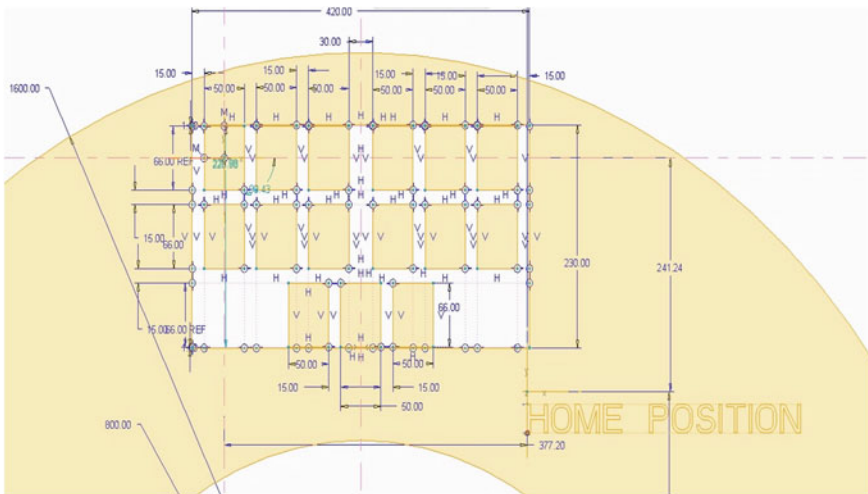 420.00
30.00
15.00 15.00 15.00 15.00
50.00 50.00 50.00 50.00 50.00 50.00
1600.00
M H H H H H H H H
M
66.00 REF
V V V V V V V V
H
H H H H H H H
15.00
66.00
V V V V V V V V V V
230.00
241.24
H H H H H H H
H H
66.00
15.00
66.00 REF
V V V V V V
H H H
H H H
50.00 50.00
15.00 15.00
50.00
HOME POSITION
800.00
377.20